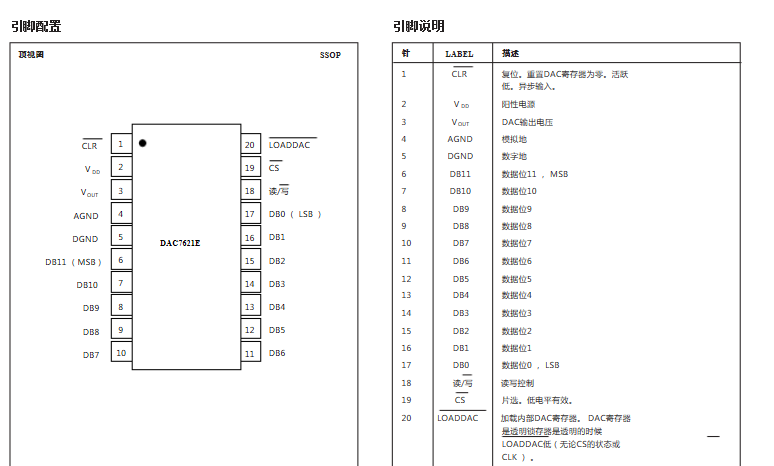 引脚配置
顶视图 SSOP
CLR 1 20 LOADDAC
VDD 2 19 CS
VOUT 3 18 读/写
AGND 4 17 DB0（ LSB ）
DGND 5 16 DB1
DB11（MSB） 6 15 DB2
DB10 7 14 DB3
DB9 8 13 DB4
DB8 9 12 DB5
DB7 10 11 DB6
DAC7621E
引脚说明
针 LABEL 描述
1 CLR 复位。重置DAC寄存器为零。活跃
低。异步输入。
2 VDD 阳性电源
3 VOUT DAC输出电压
4 AGND 模拟地
5 DGND 数字地
6 DB11 数据位11 ， MSB
7 DB10 数据位10
8 DB9 数据位9
9 DB8 数据位8
10 DB7 数据位7
11 DB6 数据位6
12 DB5 数据位5
13 DB4 数据位4
14 DB3 数据位3
15 DB2 数据位2
16 DB1 数据位1
17 DB0 数据位0 ， LSB
18 读/写 读写控制
19 CS 片选。低电平有效。
20 LOADDAC 加载内部DAC寄存器。 DAC寄存器
是透明锁存器是透明的时候
LOADDAC低（无论CS的状态或
CLK ）。